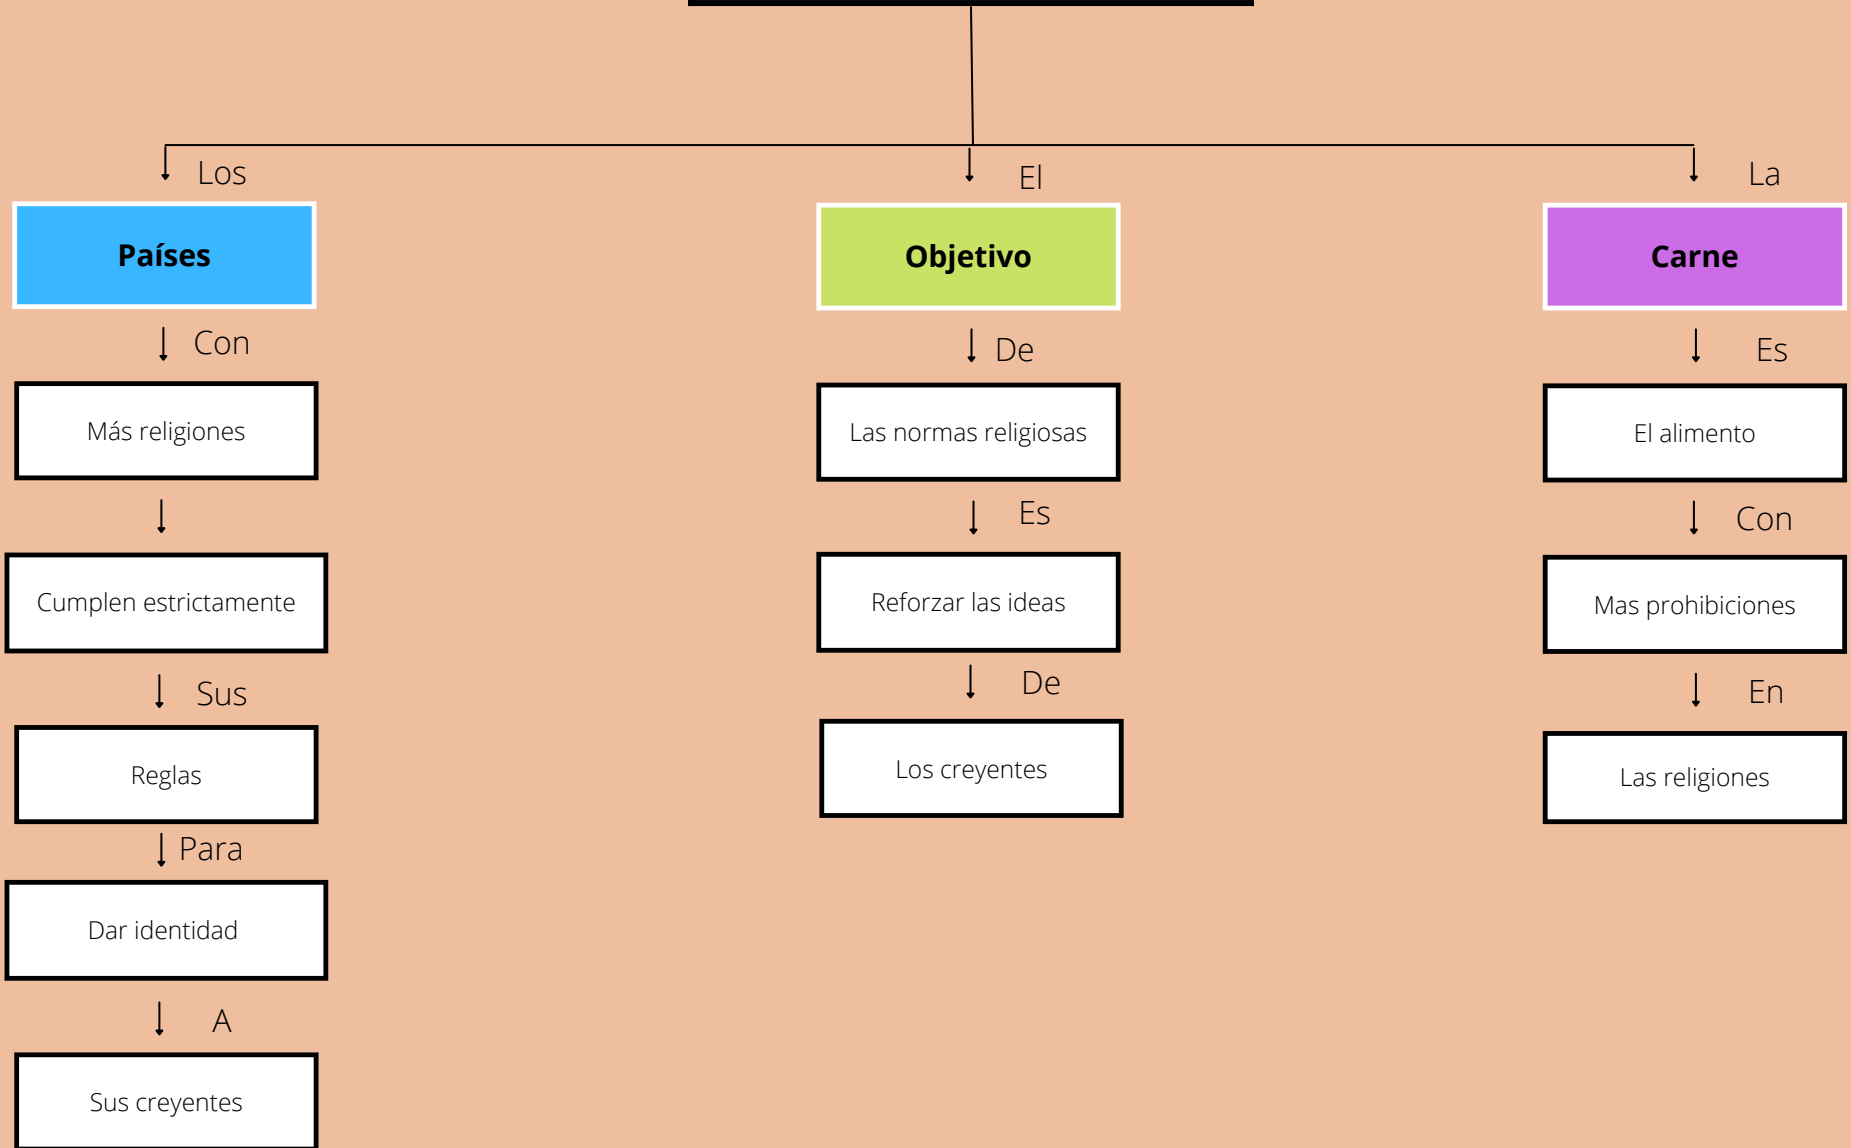 Los
Países
Con
Más religiones
Cumplen estrictamente
Sus
Reglas
Para
Dar identidad
A
Sus creyentes
El
Objetivo
De
Las normas religiosas
Es
Reforzar las ideas
De
Los creyentes
La
Carne
Es
El alimento
Con
Mas prohibiciones
En
Las religiones